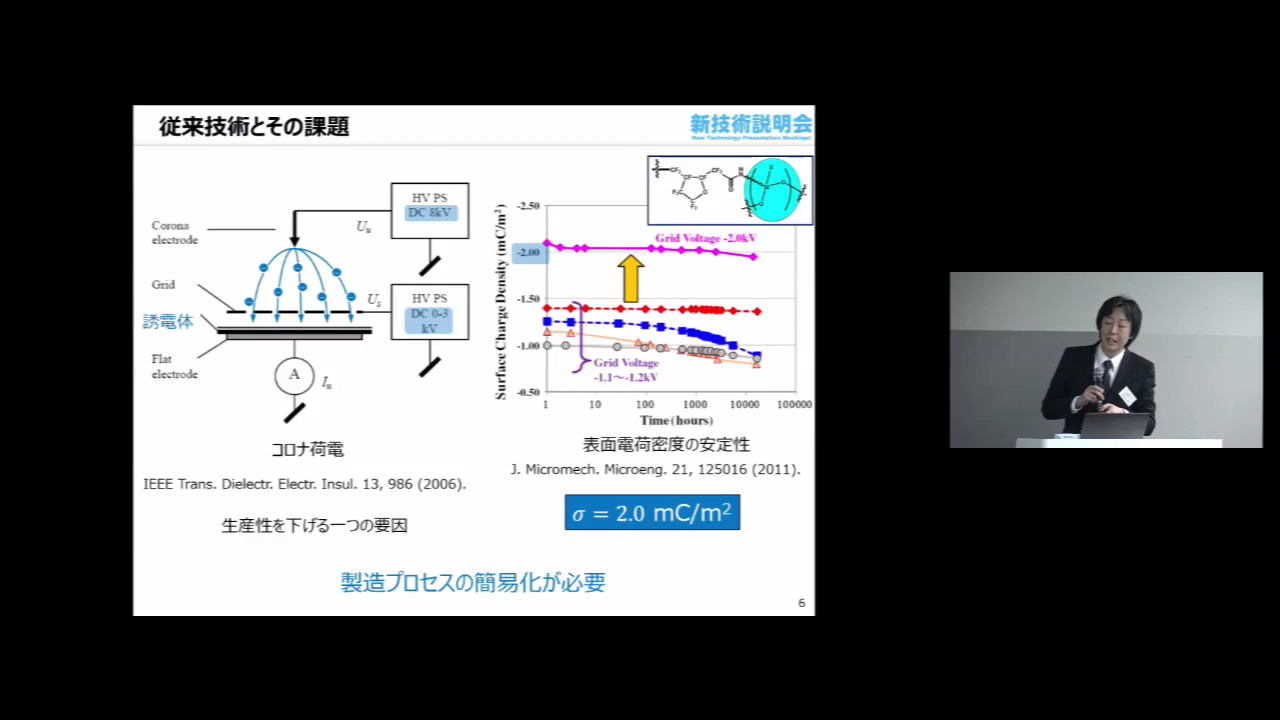 従来技術とその課題
新技術説明会
New Technology Presentation Meetings!
HV PS
DC 8kV
Corona
electrode
Uu
Grid
Us
HV PS
DC 0-3
kV
誘電体
Flat
electrode
A
Iu
コロナ荷電
IEEE Trans. Dielectr. Electr. Insul. 13, 986 (2006).
生産性を下げる一つの要因
Surface Charge Density (mC/m²)
-2.50
-2.00
-1.50
-1.00
-0.50
Grid Voltage -2.0kV
Grid Voltage
-1.1～-1.2kV
1 10 100 1000 10000 100000
Time (hours)
表面電荷密度の安定性
J. Micromech. Microeng. 21, 125016 (2011).
σ = 2.0 mC/m²
製造プロセスの簡易化が必要
6